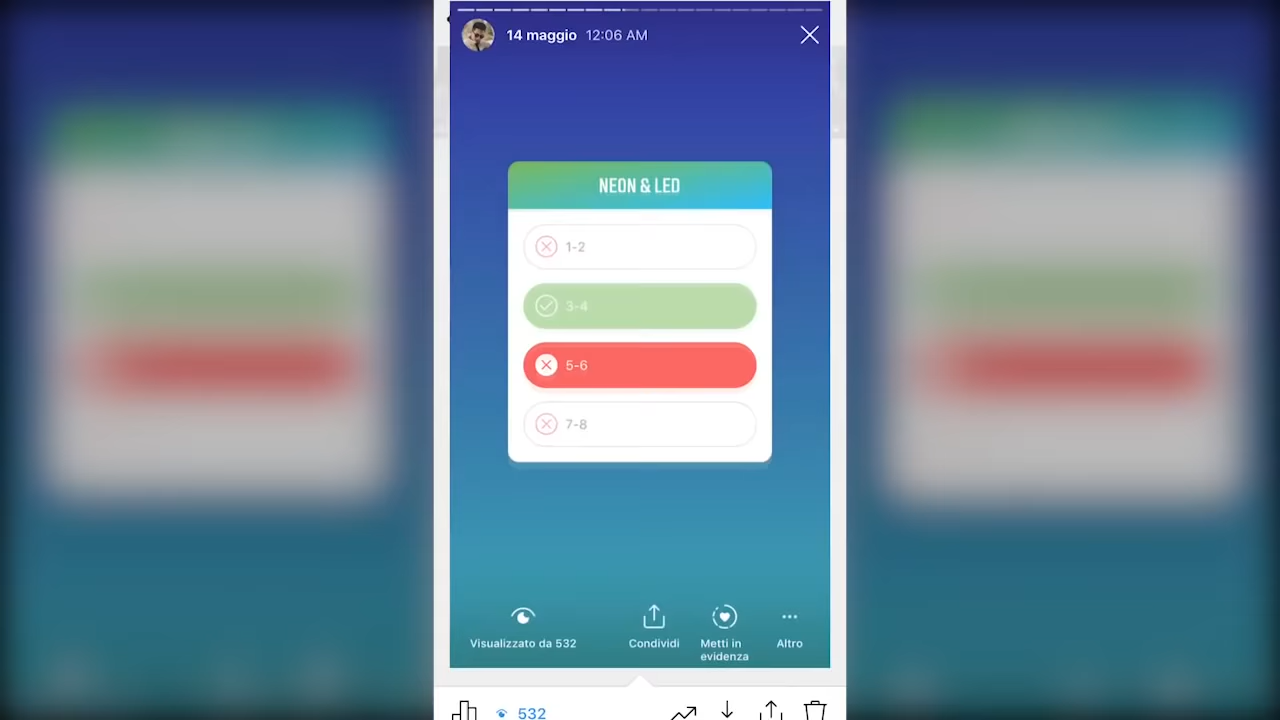 14 maggio 12:06 AM
NEON & LED
1-2
3-4
5-6
7-8
Visualizzato da 532
Condividi
Metti in
evidenza
Altro
532